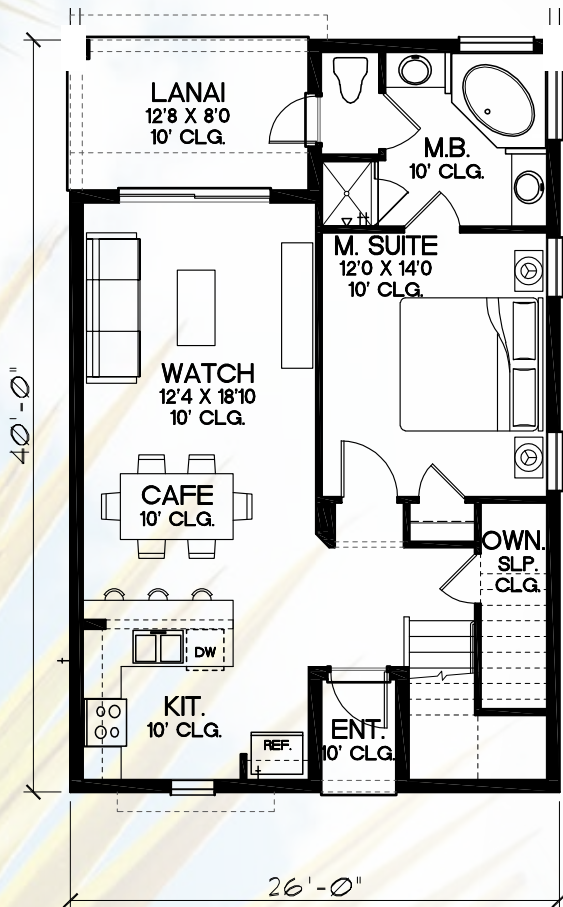 LANAI
12'8 X 8'0
10' CLG.
M.B.
10' CLG.
M. SUITE
12'0 X 14'0
10' CLG.
WATCH
12'4 X 18'10
10' CLG.
40'-0"
CAFE
10' CLG.
OWN.
SLP.
CLG.
DW
KIT.
10' CLG.
REF.
ENT.
10' CLG.
26'-0"